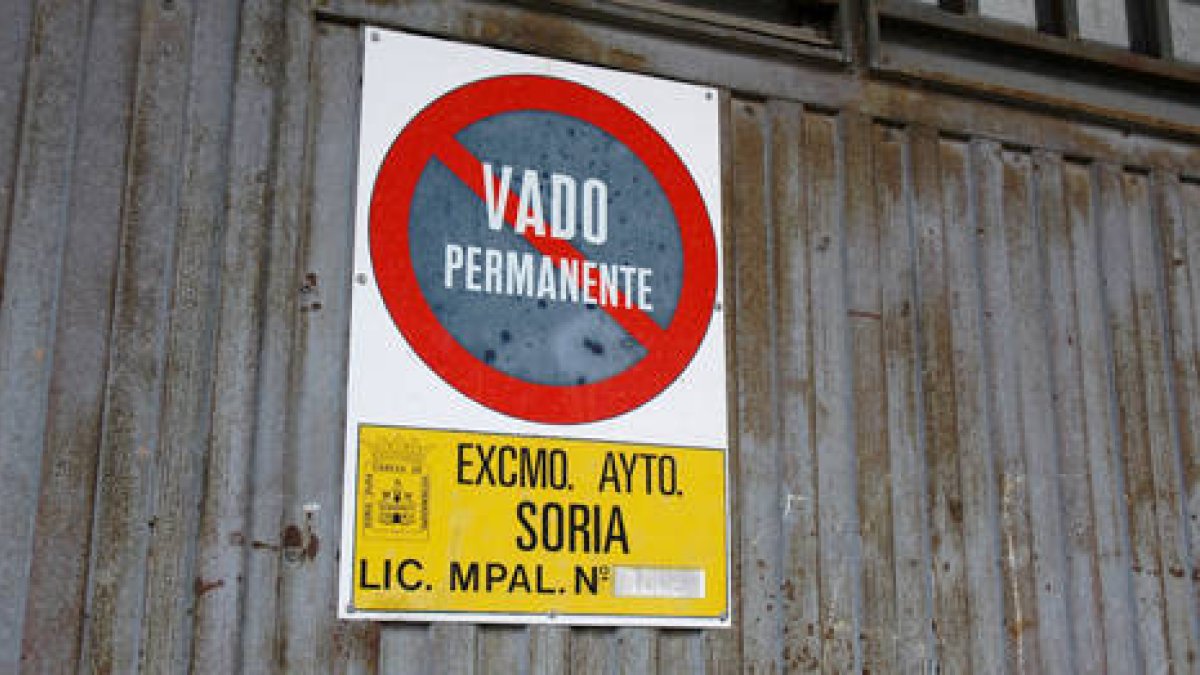 VADO
PERMANENTE
EXCMO. AYTO.
SORIA
LIC. MPAL. Nº